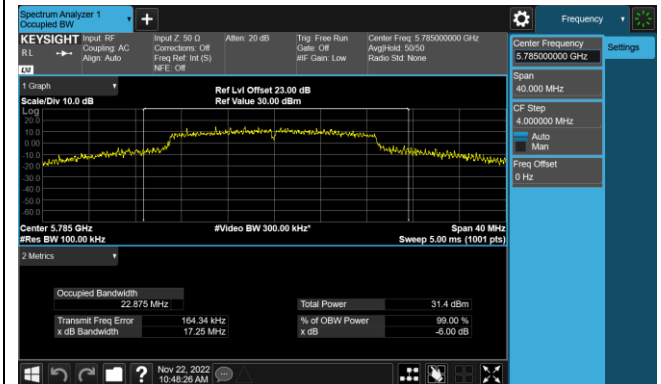 Spectrum Analyzer 1
Occupied BW
+
Frequency
KEYSIGHT
RL
LXI
Input: RF
Coupling: AC
Align: Auto
Input Z: 50 Ω
Corrections: Off
Freq Ref: Int (S)
NFE: Off
Atten: 20 dB
Trig: Free Run
Gate: Off
#IF Gain: Low
Center Freq: 5.785000000 GHz
Avg|Hold: 50/50
Radio Std: None
Center Frequency
5.785000000 GHz
Settings
Span
40.000 MHz
CF Step
4.000000 MHz
Auto
Man
Freq Offset
0 Hz
1 Graph
Scale/Div 10.0 dB
Ref Lvl Offset 23.00 dB
Ref Value 30.00 dBm
Log
20.0
10.0
0.00
-10.0
-20.0
-30.0
-40.0
-50.0
-60.0
Center 5.785 GHz
#Res BW 100.00 kHz
#Video BW 300.00 kHz*
Span 40 MHz
Sweep 5.00 ms (1001 pts)
2 Metrics
Occupied Bandwidth
22.875 MHz
Total Power 31.4 dBm
Transmit Freq Error 164.34 kHz
% of OBW Power 99.00 %
x dB Bandwidth 17.25 MHz
x dB -6.00 dB
?
Nov 22, 2022
10:48:26 AM